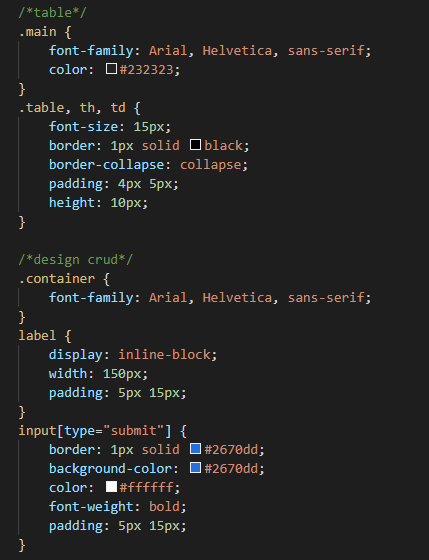 /*table*/
.main {
    font-family: Arial, Helvetica, sans-serif;
    color: #232323;
}
.table, th, td {
    font-size: 15px;
    border: 1px solid black;
    border-collapse: collapse;
    padding: 4px 5px;
    height: 10px;
}

/*design crud*/
.container {
    font-family: Arial, Helvetica, sans-serif;
}
label {
    display: inline-block;
    width: 150px;
    padding: 5px 15px;
}
input[type="submit"] {
    border: 1px solid #2670dd;
    background-color: #2670dd;
    color: #ffffff;
    font-weight: bold;
    padding: 5px 15px;
}